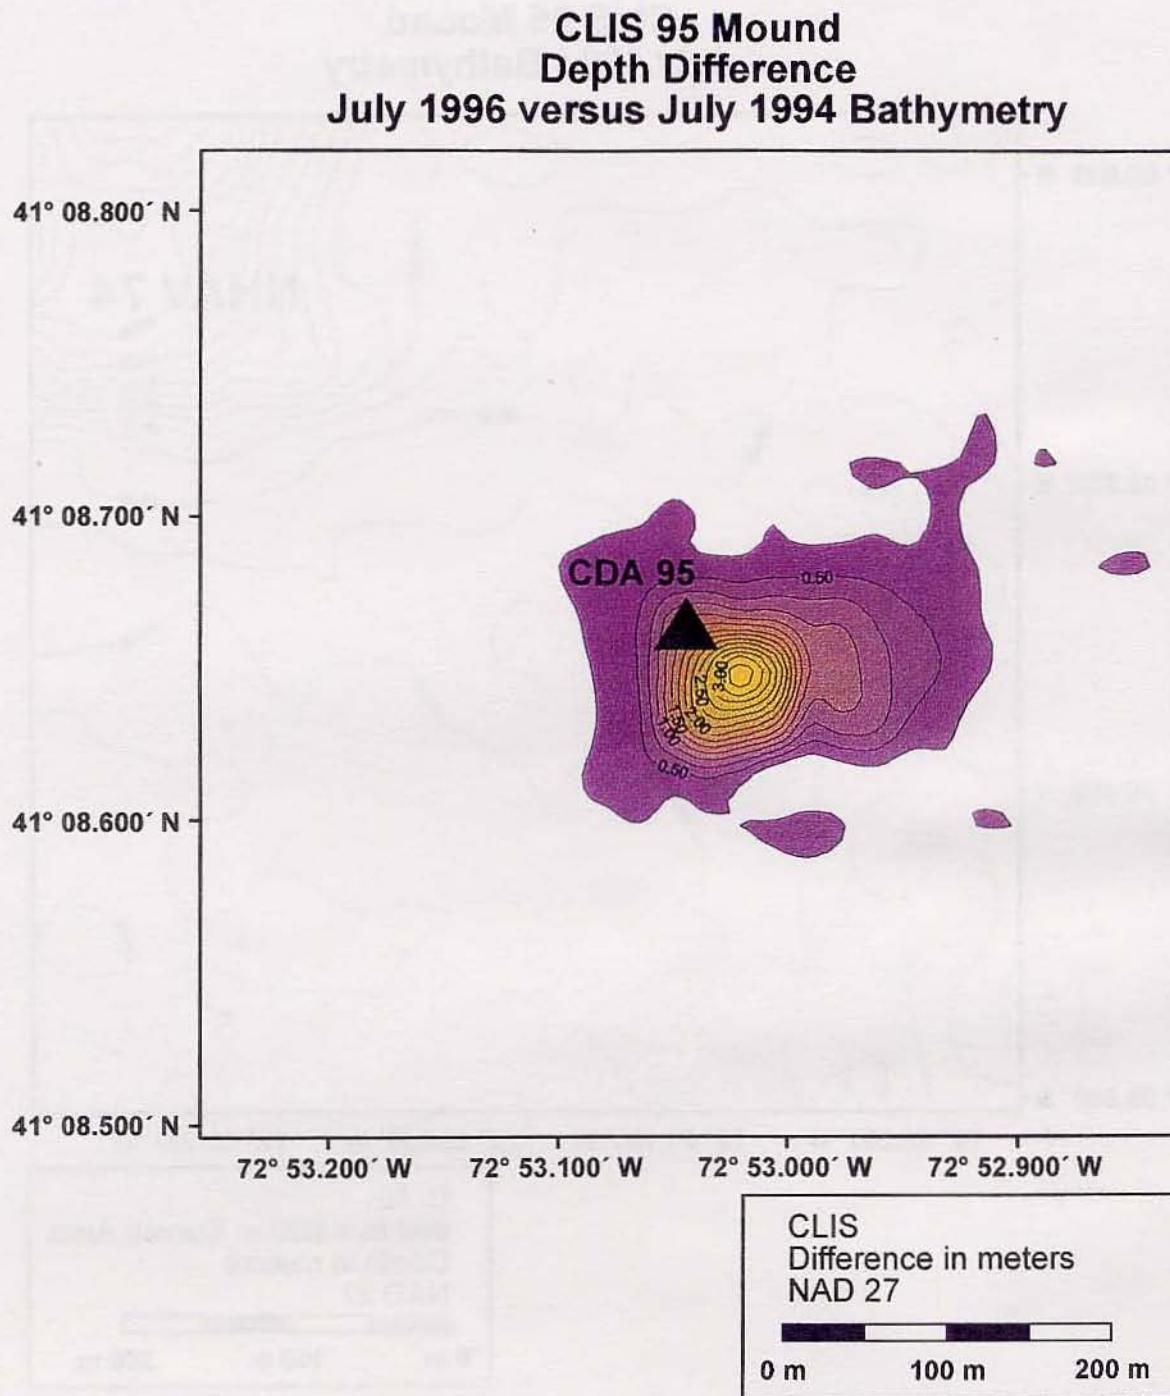 CLIS 95 Mound
Depth Difference
July 1996 versus July 1994 Bathymetry
41° 08.800´ N
41° 08.700´ N
CDA 95
0.50
3.00
2.50
2.00
1.50
1.00
0.50
41° 08.600´ N
41° 08.500´ N
72° 53.200´ W
72° 53.100´ W
72° 53.000´ W
72° 52.900´ W
CLIS
Difference in meters
NAD 27
0 m
100 m
200 m
NHAV 74